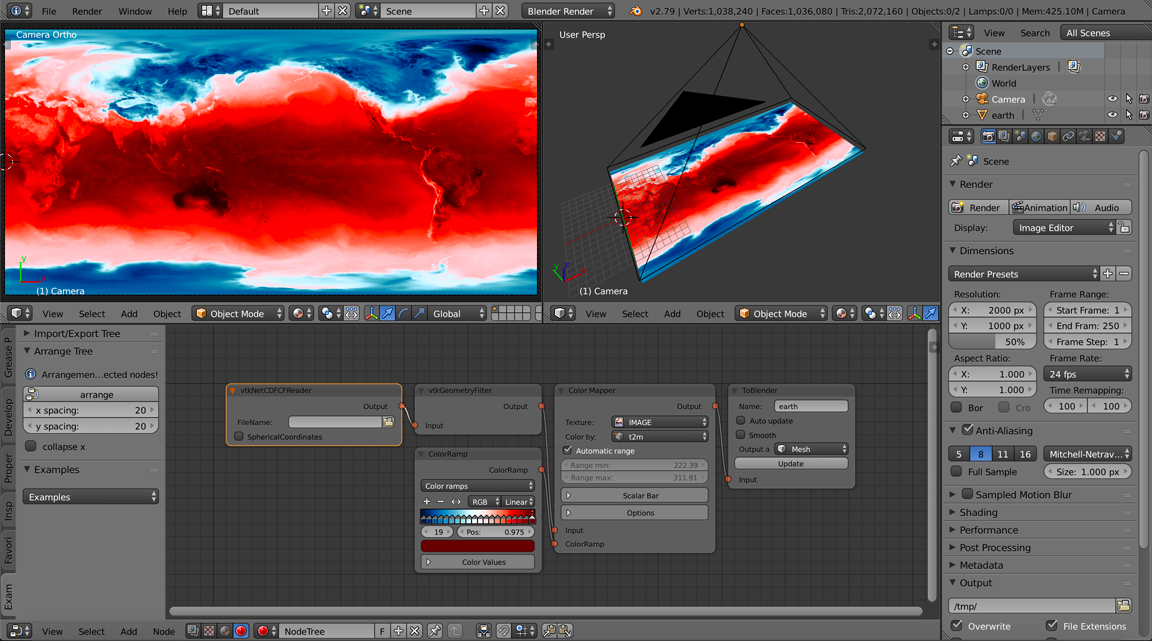 File Render Window Help Default Scene Blender Render v2.79 | Verts:1,038,240 | Faces:1,036,080 | Tris:2,072,160 | Objects:0/2 | Lamps:0/0 | Mem:425.10M | Camera
Camera Ortho
User Persp
View Search All Scenes
Scene
RenderLayers
World
Camera
earth
Scene
Render
Render Animation Audio
Display: Image Editor
Dimensions
Render Presets
Resolution: Frame Range:
X: 2000 px Start Frame: 1
Y: 1000 px End Fram: 250
50% Frame Step: 1
Aspect Ratio: Frame Rate:
X: 1.000 24 fps
Y: 1.000 Time Remapping:
Bor Cro 100 100
Anti-Aliasing
5 8 11 16 Mitchell-Netrav...
Full Sample Size: 1.000 px
Sampled Motion Blur
Shading
Performance
Post Processing
Metadata
Output
/tmp/
Overwrite File Extensions
y
(1) Camera
View Select Add Object Object Mode Global
y
(1) Camera
View Select Add Object Object Mode
Grease P
Develop
Proper
Insp
Favori
Exam
Import/Export Tree
Arrange Tree
Arrangemen...ected nodes!
arrange
x spacing: 20
y spacing: 20
collapse x
Examples
Examples
vtkNetCDFCFReader
Output
FileName:
SphericalCoordinates
vtkGeometryFilter
Output
Input
ColorRamp
ColorRamp
Color ramps
RGB Linear
19 Pos: 0.975
Color Values
Color Mapper
Output
Texture: IMAGE
Color by: t2m
Automatic range
Range min: 222.39
Range max: 311.91
Scalar Bar
Options
Input
ColorRamp
ToBlender
Name: earth
Auto update
Smooth
Output a Mesh
Update
Input
View Select Add Node NodeTree F